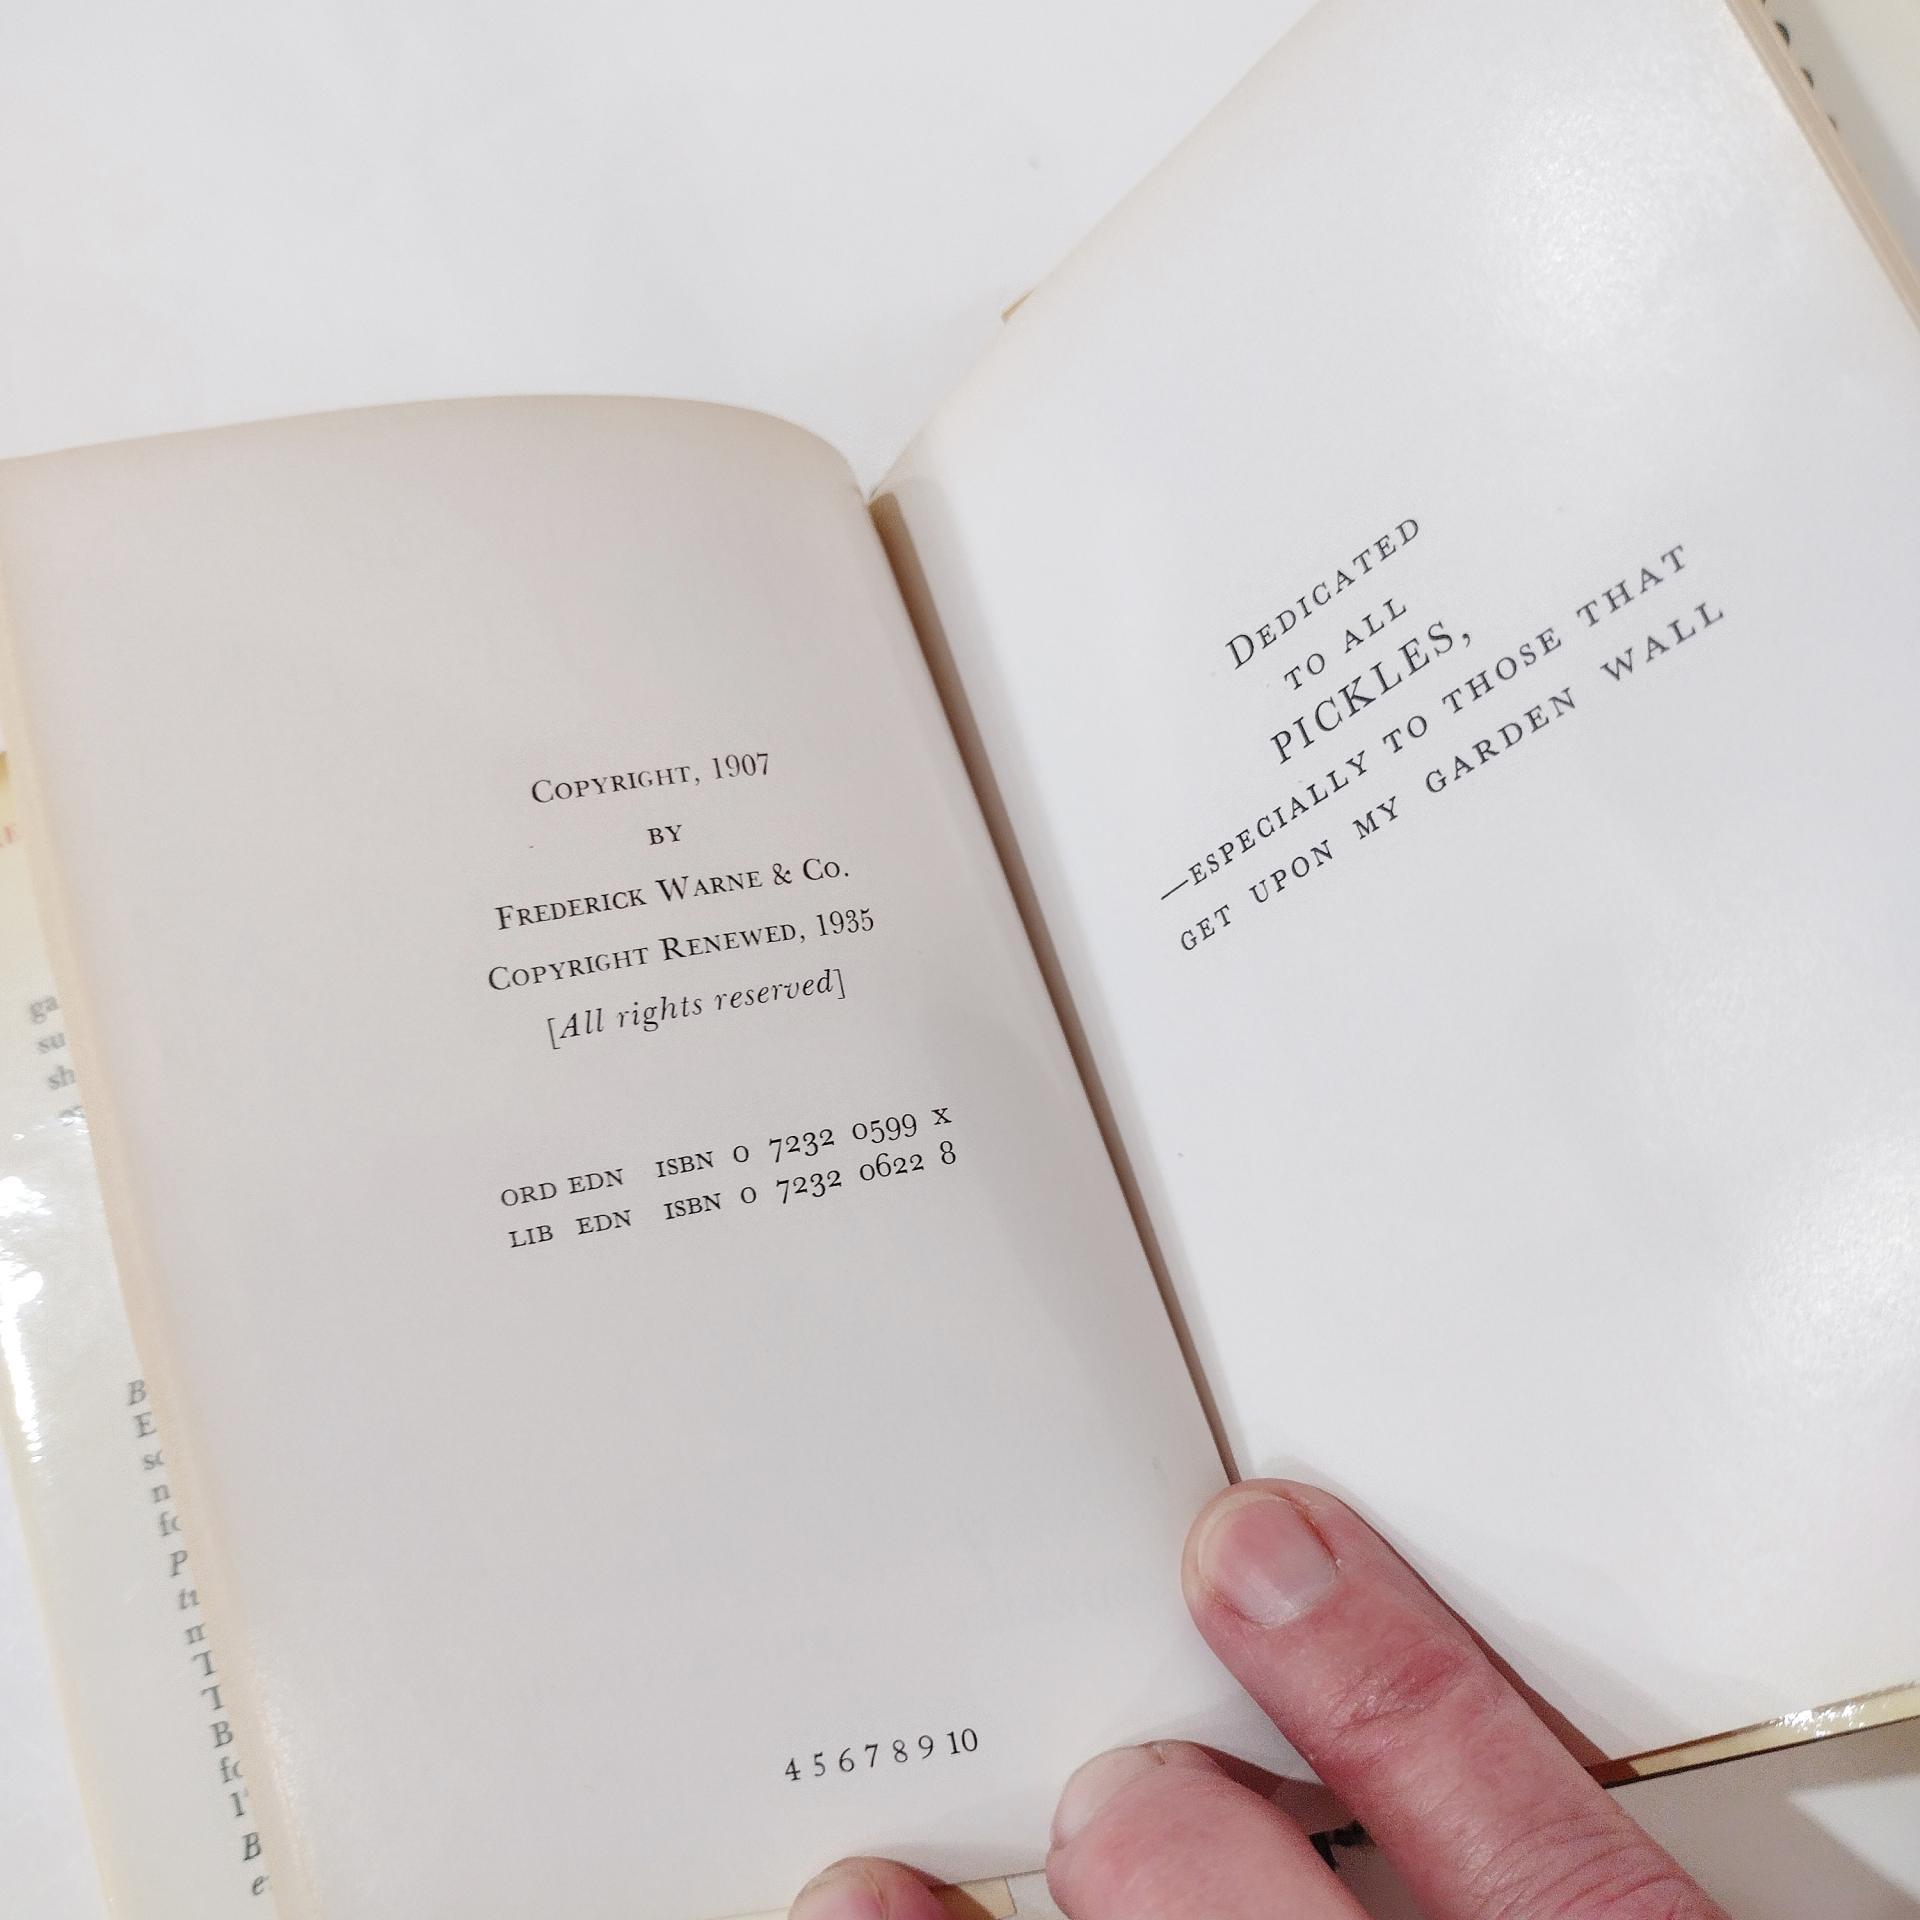 COPYRIGHT, 1907
BY
FREDERICK WARNE & CO.
COPYRIGHT RENEWED, 1935
[All rights reserved]
ORD EDN ISBN 0 7232 0599 X
LIB EDN ISBN 0 7232 0622 8
4 5 6 7 8 9 10
DEDICATED
TO ALL
PICKLES,
—ESPECIALLY TO THOSE THAT
GET UPON MY GARDEN WALL